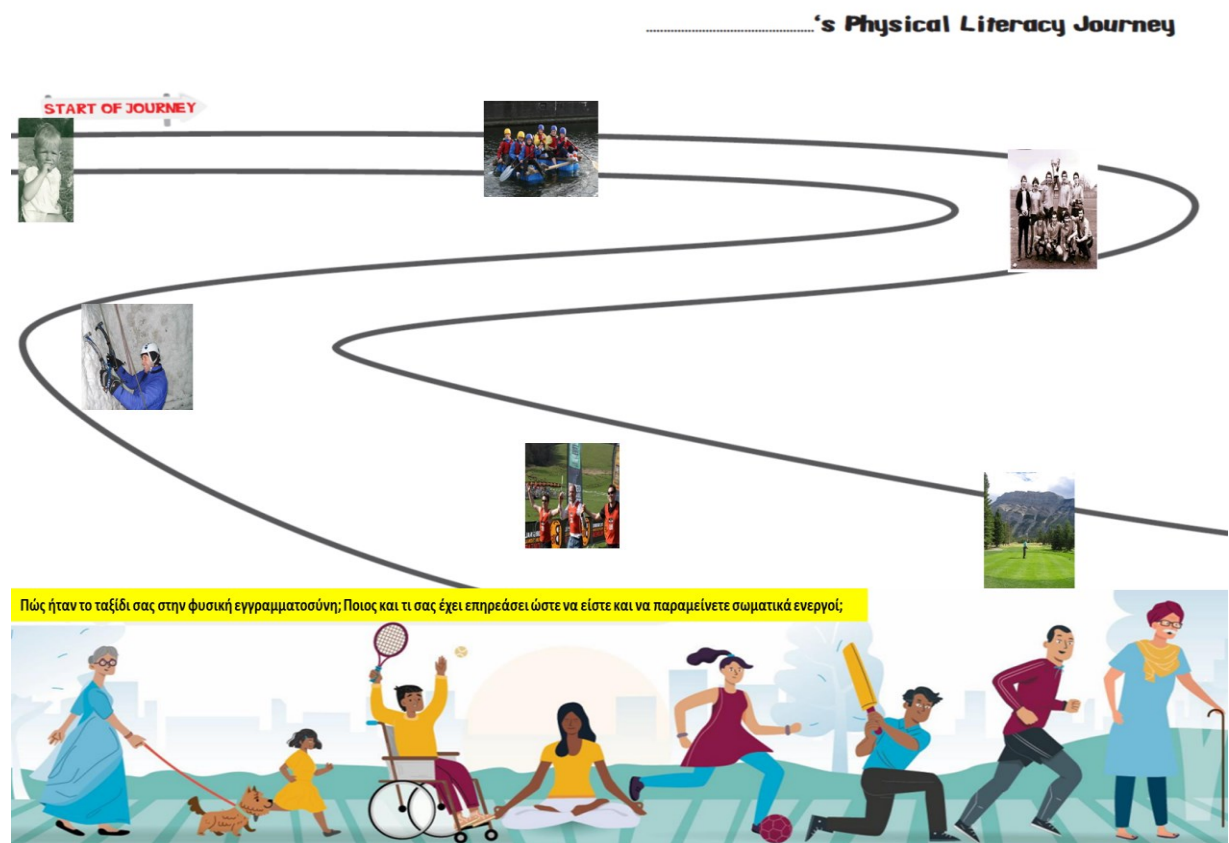 ..............................................'s Physical Literacy Journey
START OF JOURNEY
Πώς ήταν το ταξίδι σας στην φυσική εγγραμματοσύνη; Ποιος και τι σας έχει επηρεάσει ώστε να είστε και να παραμείνετε σωματικά ενεργοί;